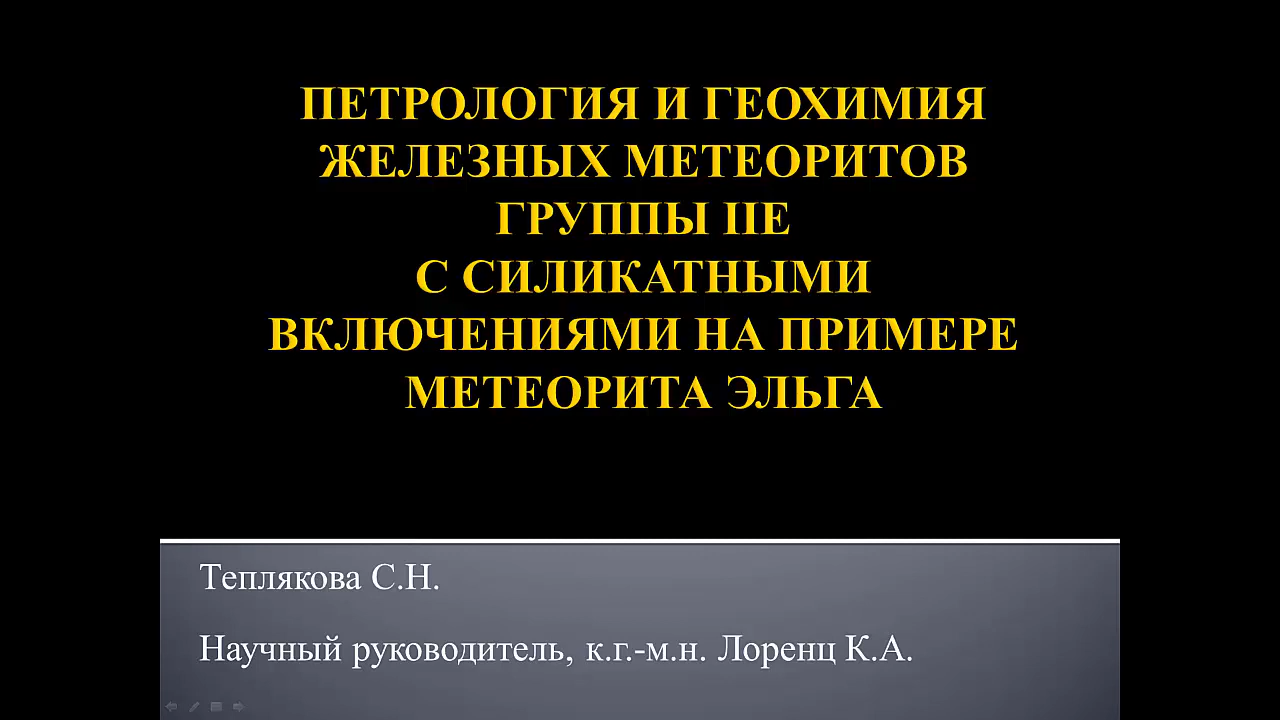 ПЕТРОЛОГИЯ И ГЕОХИМИЯ
ЖЕЛЕЗНЫХ МЕТЕОРИТОВ
ГРУППЫ IIE
С СИЛИКАТНЫМИ
ВКЛЮЧЕНИЯМИ НА ПРИМЕРЕ
МЕТЕОРИТА ЭЛЬГА
Теплякова С.Н.
Научный руководитель, к.г.-м.н. Лоренц К.А.